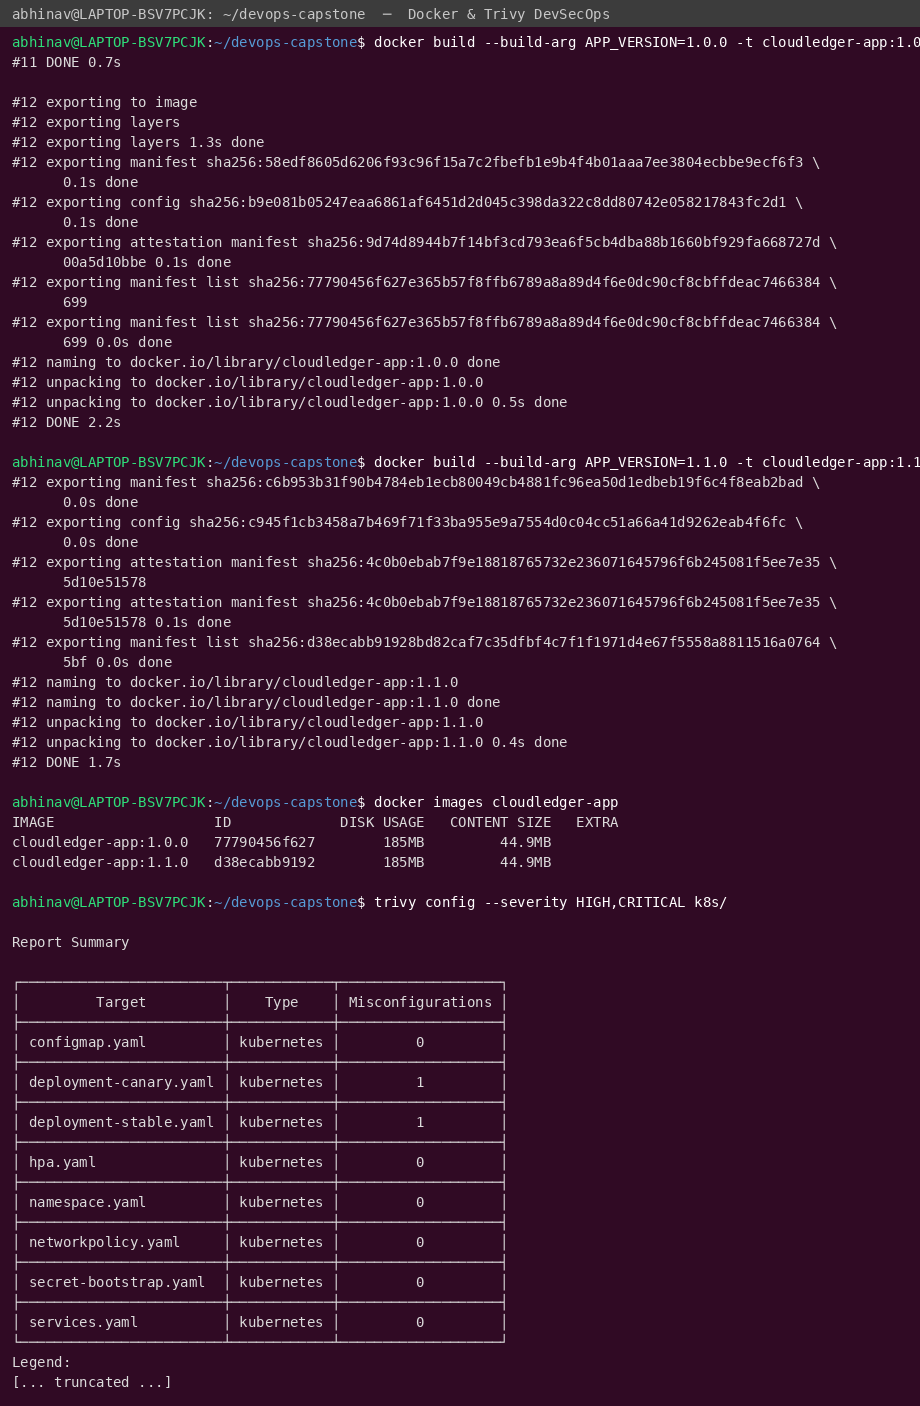 abhinav@LAPTOP-BSV7PCJK: ~/devops-capstone  —  Docker & Trivy DevSecOps
abhinav@LAPTOP-BSV7PCJK:~/devops-capstone$ docker build --build-arg APP_VERSION=1.0.0 -t cloudledger-app:1.0
#11 DONE 0.7s
#12 exporting to image
#12 exporting layers
#12 exporting layers 1.3s done
#12 exporting manifest sha256:58edf8605d6206f93c96f15a7c2fbefb1e9b4f4b01aaa7ee3804ecbbe9ecf6f3 \
0.1s done
#12 exporting config sha256:b9e081b05247eaa6861af6451d2d045c398da322c8dd80742e058217843fc2d1 \
0.1s done
#12 exporting attestation manifest sha256:9d74d8944b7f14bf3cd793ea6f5cb4dba88b1660bf929fa668727d \
00a5d10bbe 0.1s done
#12 exporting manifest list sha256:77790456f627e365b57f8ffb6789a8a89d4f6e0dc90cf8cbffdeac7466384 \
699
#12 exporting manifest list sha256:77790456f627e365b57f8ffb6789a8a89d4f6e0dc90cf8cbffdeac7466384 \
699 0.0s done
#12 naming to docker.io/library/cloudledger-app:1.0.0 done
#12 unpacking to docker.io/library/cloudledger-app:1.0.0
#12 unpacking to docker.io/library/cloudledger-app:1.0.0 0.5s done
#12 DONE 2.2s
abhinav@LAPTOP-BSV7PCJK:~/devops-capstone$ docker build --build-arg APP_VERSION=1.1.0 -t cloudledger-app:1.1
#12 exporting manifest sha256:c6b953b31f90b4784eb1ecb80049cb4881fc96ea50d1edbeb19f6c4f8eab2bad \
0.0s done
#12 exporting config sha256:c945f1cb3458a7b469f71f33ba955e9a7554d0c04cc51a66a41d9262eab4f6fc \
0.0s done
#12 exporting attestation manifest sha256:4c0b0ebab7f9e18818765732e236071645796f6b245081f5ee7e35 \
5d10e51578
#12 exporting attestation manifest sha256:4c0b0ebab7f9e18818765732e236071645796f6b245081f5ee7e35 \
5d10e51578 0.1s done
#12 exporting manifest list sha256:d38ecabb91928bd82caf7c35dfbf4c7f1f1971d4e67f5558a8811516a0764 \
5bf 0.0s done
#12 naming to docker.io/library/cloudledger-app:1.1.0
#12 naming to docker.io/library/cloudledger-app:1.1.0 done
#12 unpacking to docker.io/library/cloudledger-app:1.1.0
#12 unpacking to docker.io/library/cloudledger-app:1.1.0 0.4s done
#12 DONE 1.7s
abhinav@LAPTOP-BSV7PCJK:~/devops-capstone$ docker images cloudledger-app
IMAGE                   ID             DISK USAGE   CONTENT SIZE   EXTRA
cloudledger-app:1.0.0   77790456f627        185MB         44.9MB
cloudledger-app:1.1.0   d38ecabb9192        185MB         44.9MB
abhinav@LAPTOP-BSV7PCJK:~/devops-capstone$ trivy config --severity HIGH,CRITICAL k8s/
Report Summary
Target Type Misconfigurations
configmap.yaml kubernetes 0
deployment-canary.yaml kubernetes 1
deployment-stable.yaml kubernetes 1
hpa.yaml kubernetes 0
namespace.yaml kubernetes 0
networkpolicy.yaml kubernetes 0
secret-bootstrap.yaml kubernetes 0
services.yaml kubernetes 0
Legend:
[... truncated ...]